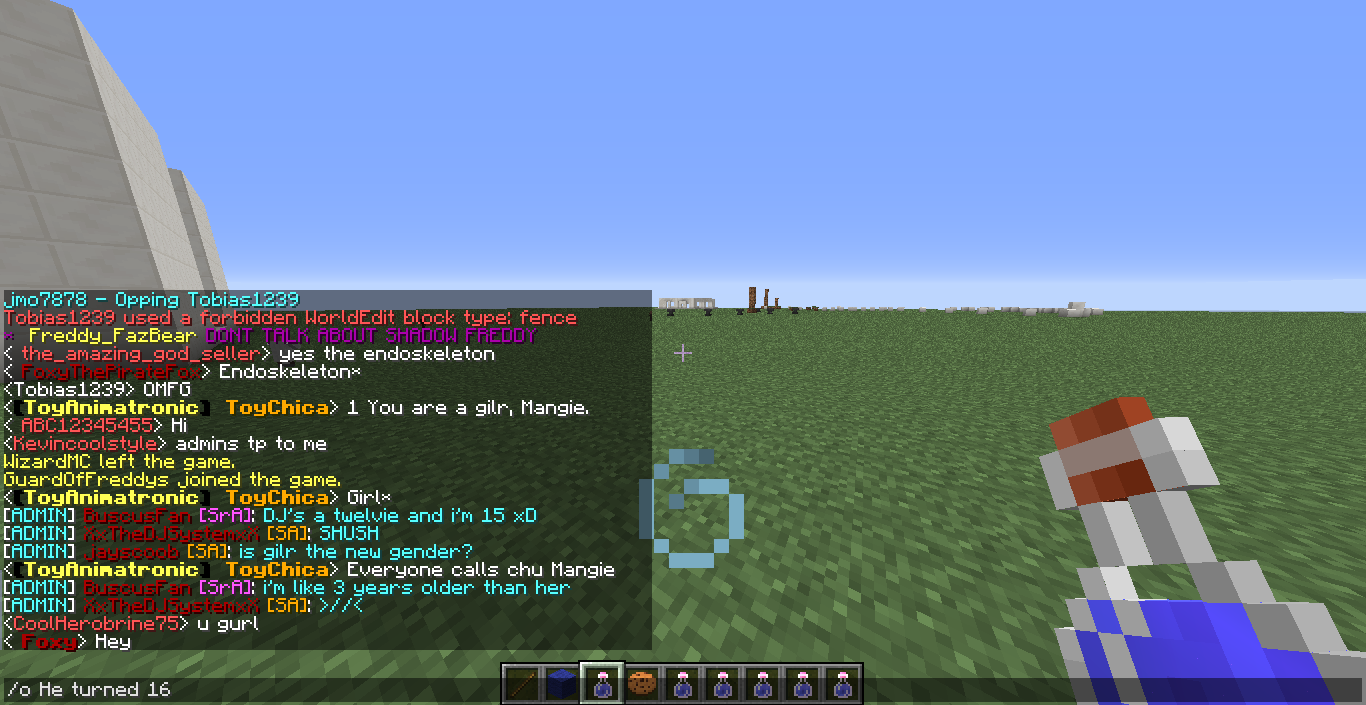 jmo7878 - Opping Tobias1239
Tobias1239 used a forbidden WorldEdit block type: fence
* Freddy_FazBear DONT TALK ABOUT SHADOW FREDDY
< the_amazing_god_seller> yes the endoskeleton
< FoxyThePirateFox> Endoskeleton*
<Tobias1239> OMFG
<[ToyAnimatronic] ToyChica> 1 You are a gilr, Mangie.
< ABC12345455> Hi
<Kevincoolstyle> admins tp to me
WizardMC left the game.
GuardOfFreddys joined the game.
<[ToyAnimatronic] ToyChica> Girl*
[ADMIN] BuscusFan [SrA]: DJ's a twelvie and i'm 15 xD
[ADMIN] XxTheDJSystemxX [SA]: SHUSH
[ADMIN] jayscoob [SA]: is gilr the new gender?
<[ToyAnimatronic] ToyChica> Everyone calls chu Mangie
[ADMIN] BuscusFan [SrA]: i'm like 3 years older than her
[ADMIN] XxTheDJSystemxX [SA]: >//<
<CoolHerobrine75> u gurl
< Foxy> Hey
/o He turned 16